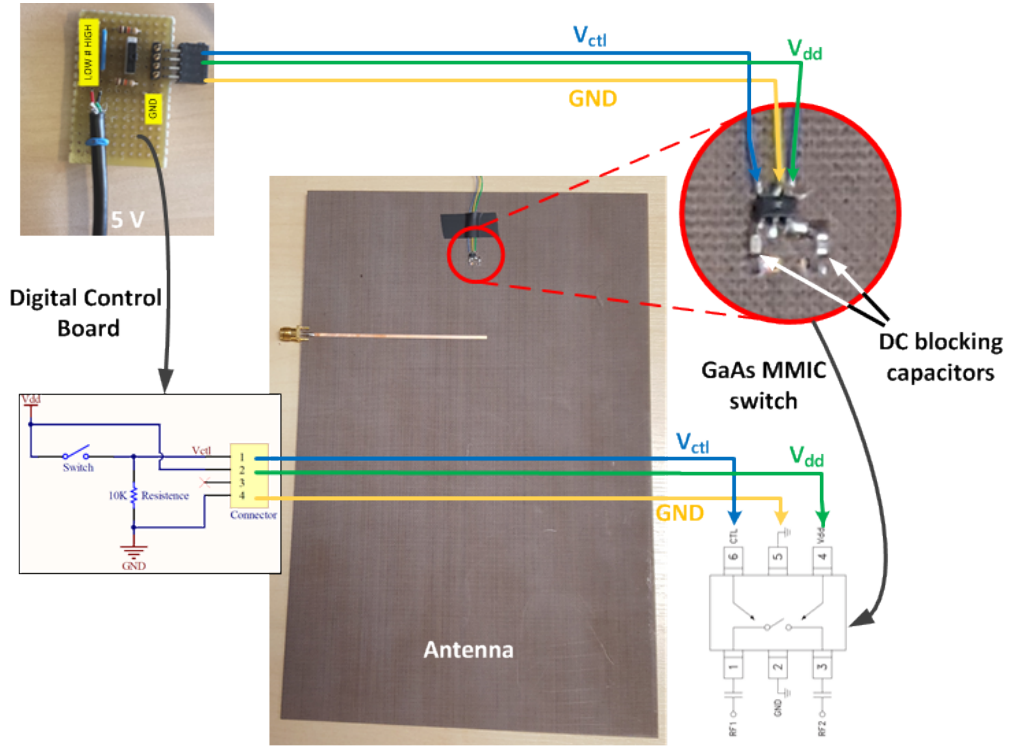 LOW # HIGH
GND
5 V
Vctl
Vdd
GND
Digital Control
Board
DC blocking
capacitors
GaAs MMIC
switch
Vdd
Switch
Vctl
10K Resistence
1
2
3
4
Connector
GND
Vctl
Vdd
GND
Antenna
CTL
Vdd
6
5
4
1
2
3
GND
RF1
RF2